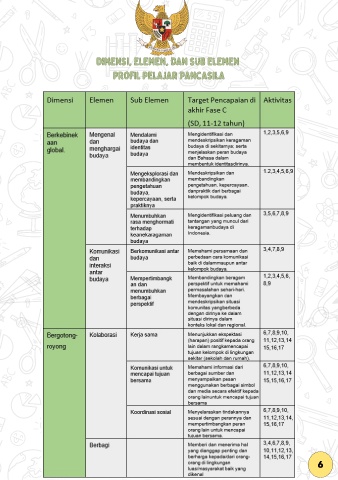 DIMENSI, ELEMEN, DAN SUB ELEMEN
PROFIL PELAJAR PANCASILA
Dimensi
Elemen
Sub Elemen
Target Pencapaian di
akhir Fase C
(SD, 11-12 tahun)
Aktivitas
Berkebinek
aan
global.
Mengenal
dan
menghargai
budaya
Mendalami
budaya dan
identitas
budaya
Mengidentifikasi dan
mendeskripsikan keragaman
budaya di sekitarnya; serta
menjelaskan peran budaya
dan Bahasa dalam
membentuk identitasdirinya.
1,2,3,5,6,9
Mengeksplorasi dan
membandingkan
pengetahuan
budaya,
kepercayaan, serta
praktiknya
Mendeskripsikan dan
membandingkan
pengetahuan, kepercayaan,
danpraktik dari berbagai
kelompok budaya.
1,2,3,4,5,6,9
Menumbuhkan
rasa menghormati
terhadap
keanekaragaman
budaya
Mengidentifikasi peluang dan
tantangan yang muncul dari
keragamanbudaya di
Indonesia.
3,5,6,7,8,9
Komunikasi
dan
interaksi
antar
budaya
Berkomunikasi antar
budaya
Memahami persamaan dan
perbedaan cara komunikasi
baik di dalammaupun antar
kelompok budaya.
3,4,7,8,9
Mempertimbangk
an dan
menumbuhkan
berbagai
perspektif
Membandingkan beragam
perspektif untuk memahami
permasalahan sehari-hari.
Membayangkan dan
mendeskripsikan situasi
komunitas yangberbeda
dengan dirinya ke dalam
situasi dirinya dalam
konteks lokal dan regional.
1,2,3,4,5,6,
8,9
Bergotong-
royong
Kolaborasi
Kerja sama
Menunjukkan ekspektasi
(harapan) positif kepada orang
lain dalam rangkamencapai
tujuan kelompok di lingkungan
sekitar (sekolah dan rumah).
6,7,8,9,10,
11,12,13,14
15,16,17
Komunikasi untuk
mencapai tujuan
bersama
Memahami informasi dari
berbagai sumber dan
menyampaikan pesan
menggunakan berbagai simbol
dan media secara efektif kepada
orang lainuntuk mencapai tujuan
bersama
6,7,8,9,10,
11,12,13,14
15,15,16,17
Koordinasi sosial
Menyelaraskan tindakannya
sesuai dengan perannya dan
mempertimbangkan peran
orang lain untuk mencapai
tujuan bersama.
6,7,8,9,10,
11,12,13,14,
15,16,17
Berbagi
Memberi dan menerima hal
yang dianggap penting dan
berharga kepada/dari orang-
orang di lingkungan
luas/masyarakat baik yang
dikenal
3,4,6,7,8,9,
10,11,12,13,
14,15,16,17
6